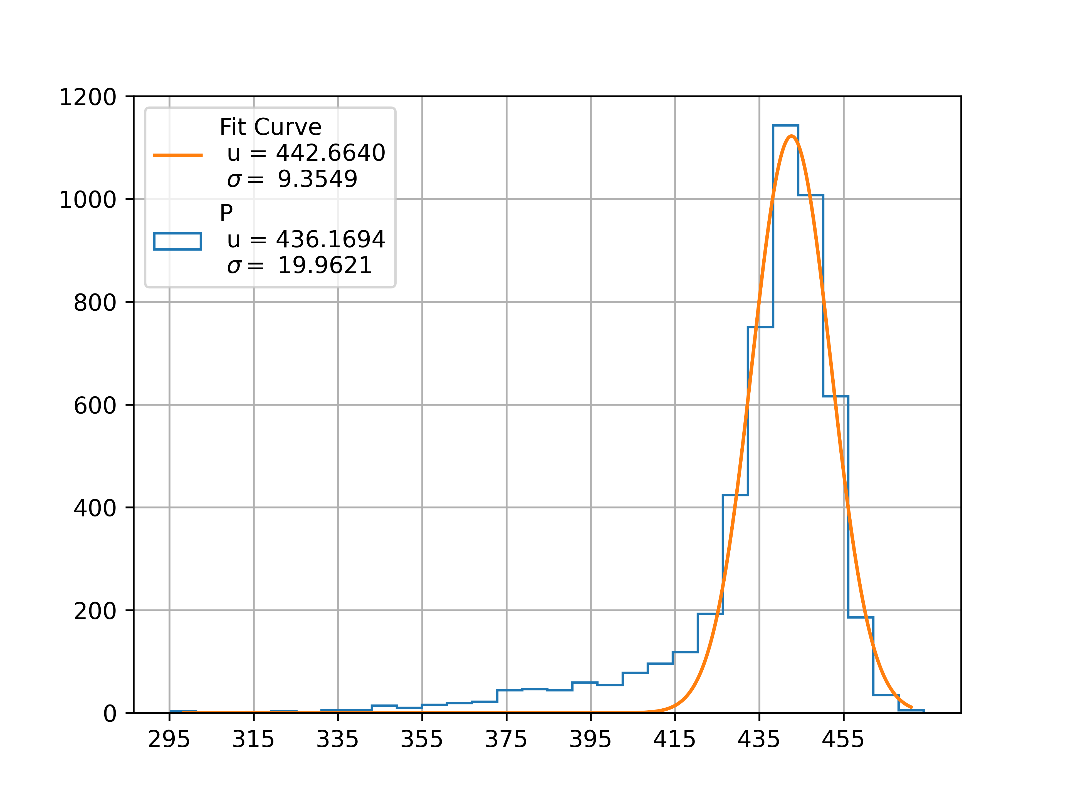 Fit Curve
u = 442.6640
σ = 9.3549
P
u = 436.1694
σ = 19.9621
1200
1000
800
600
400
200
0
295 315 335 355 375 395 415 435 455